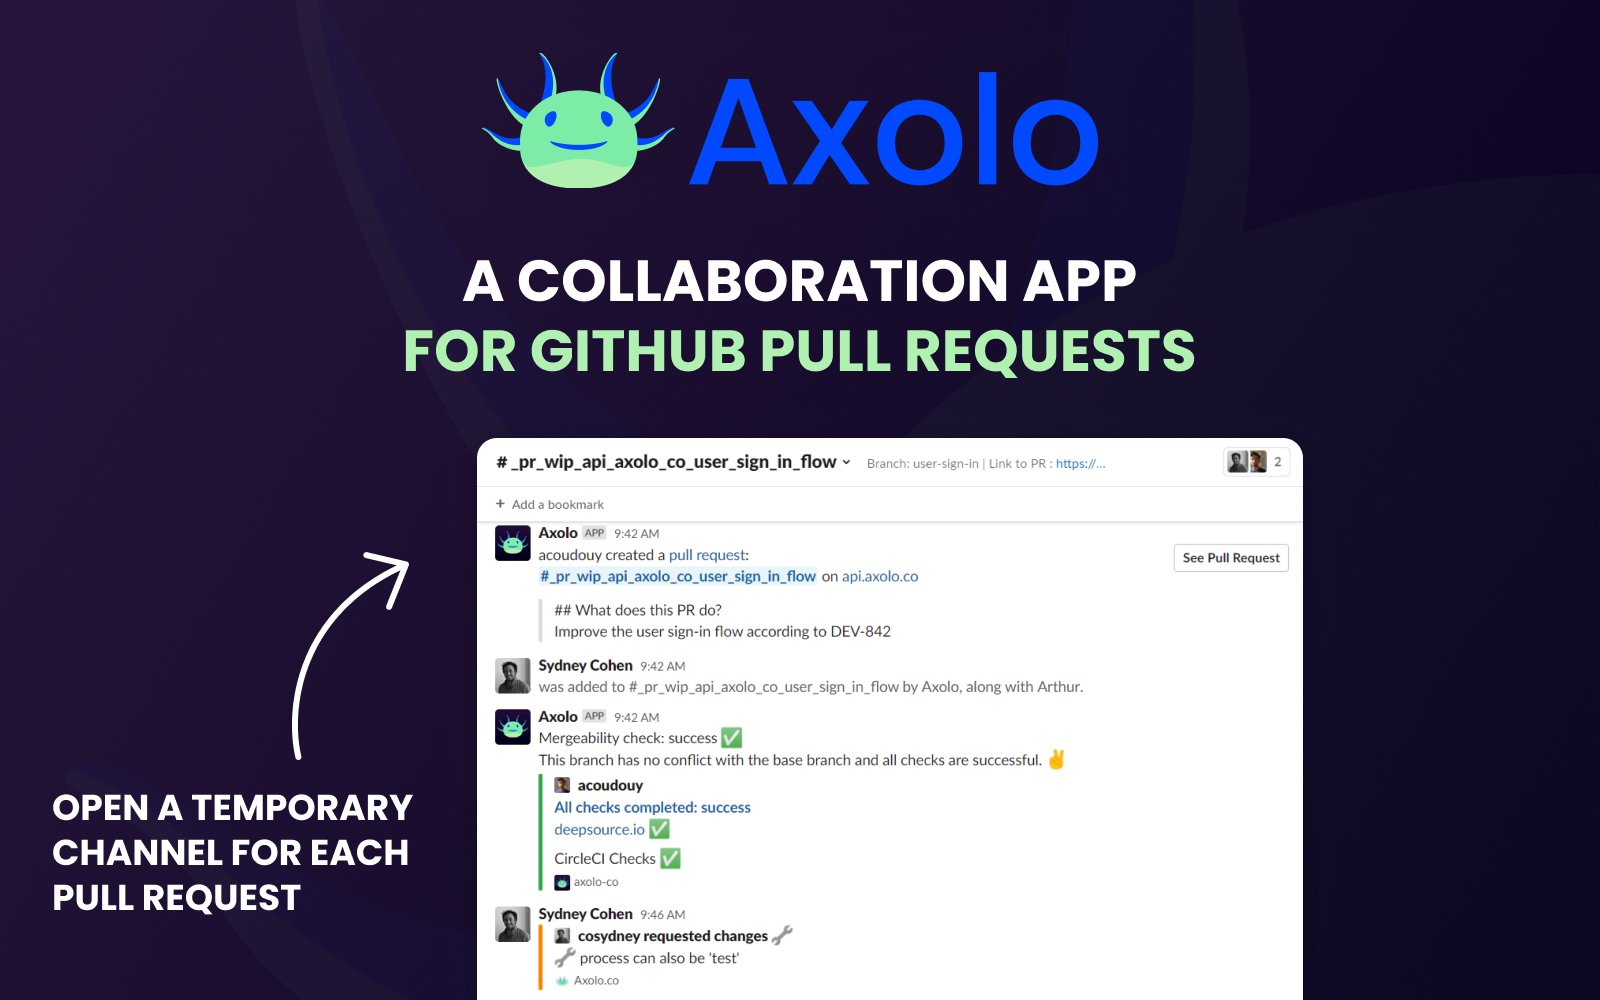 Axolo
A COLLABORATION APP
FOR GITHUB PULL REQUESTS
# _pr_wip_api_axolo_co_user_sign_in_flow
Branch: user-sign-in | Link to PR : https://...
2
+ Add a bookmark
Axolo APP 9:42 AM
acoudouy created a pull request:
See Pull Request
#_pr_wip_api_axolo_co_user_sign_in_flow on api.axolo.co
## What does this PR do?
Improve the user sign-in flow according to DEV-842
Sydney Cohen 9:42 AM
was added to #_pr_wip_api_axolo_co_user_sign_in_flow by Axolo, along with Arthur.
Axolo APP 9:42 AM
Mergeability check: success ✅
This branch has no conflict with the base branch and all checks are successful. ✌️
acoudouy
All checks completed: success
deepsource.io ✅
CircleCI Checks ✅
axolo-co
Sydney Cohen 9:46 AM
cosydney requested changes 🔧
🔧 process can also be 'test'
Axolo.co
OPEN A TEMPORARY
CHANNEL FOR EACH
PULL REQUEST